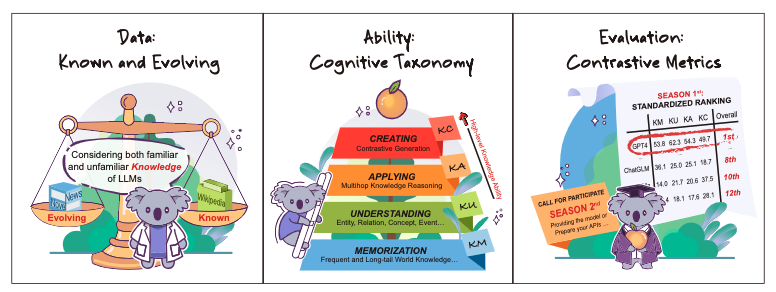 Data:
Known and Evolving
Considering both familiar
and unfamiliar Knowledge
of LLMs
News
Wikipedia
Evolving
Known
Ability:
Cognitive Taxonomy
CREATING
Contrastive Generation
KC
APPLYING
Multihop Knowledge Reasoning
KA
UNDERSTANDING
Entity, Relation, Concept, Event...
KU
MEMORIZATION
Frequent and Long-tail World Knowledge...
KM
High-level Knowledge Ability
Evaluation:
Contrastive Metrics
SEASON 1st:
STANDARDIZED RANKING
KM KU KA KC Overall
GPT4 53.8 62.3 54.3 49.7 1st
ChatGLM 36.1 25.0 25.1 18.7 8th
14.0 21.7 20.6 37.5 10th
18.1 17.6 28.1 12th
CALL FOR PARTICIPATE
SEASON 2nd
Providing the model or
Prepare your APIs ...